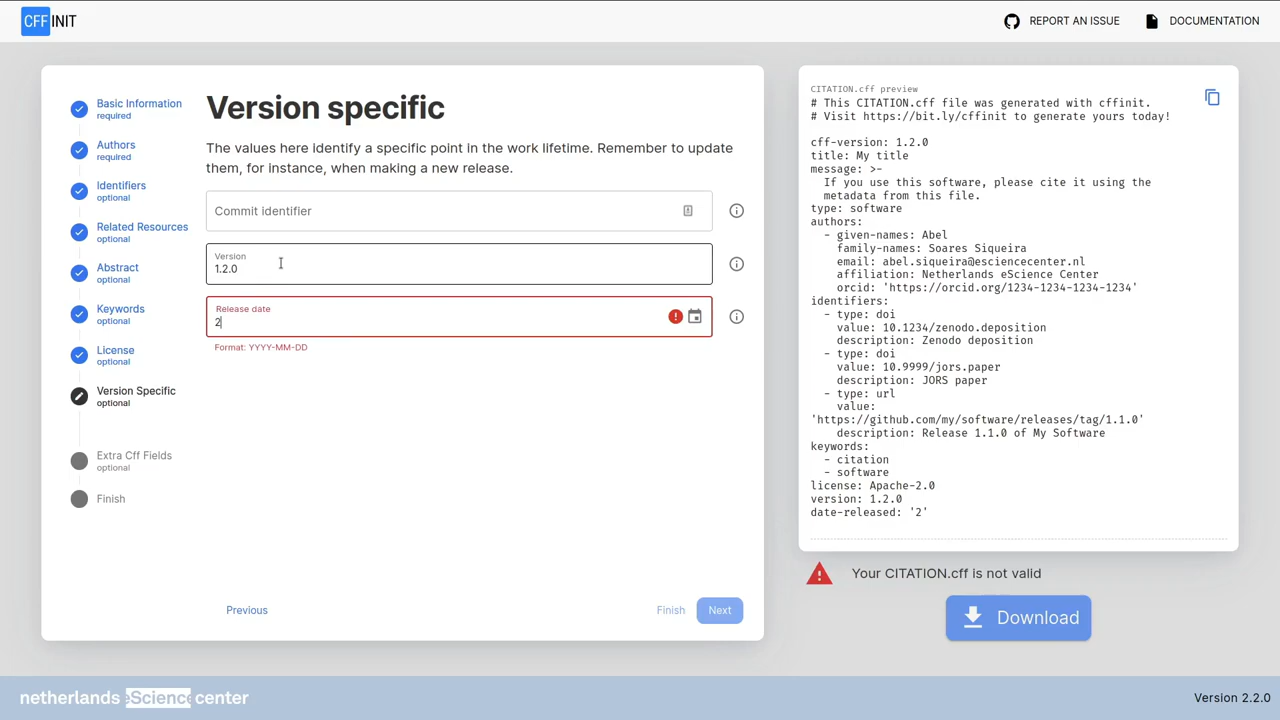 CFF INIT
REPORT AN ISSUE
DOCUMENTATION
Basic Information
required
Authors
required
Identifiers
optional
Related Resources
optional
Abstract
optional
Keywords
optional
License
optional
Version Specific
optional
Extra Cff Fields
optional
Finish
Version specific
The values here identify a specific point in the work lifetime. Remember to update
them, for instance, when making a new release.
Commit identifier
Version
1.2.0
Release date
2
Format: YYYY-MM-DD
Previous
Finish
Next
CITATION.cff preview
# This CITATION.cff file was generated with cffinit.
# Visit https://bit.ly/cffinit to generate yours today!
cff-version: 1.2.0
title: My title
message: >-
If you use this software, please cite it using the
metadata from this file.
type: software
authors:
- given-names: Abel
family-names: Soares Siqueira
email: abel.siqueira@esciencecenter.nl
affiliation: Netherlands eScience Center
orcid: 'https://orcid.org/1234-1234-1234-1234'
identifiers:
- type: doi
value: 10.1234/zenodo.deposition
description: Zenodo deposition
- type: doi
value: 10.9999/jors.paper
description: JORS paper
- type: url
value:
'https://github.com/my/software/releases/tag/1.1.0'
description: Release 1.1.0 of My Software
keywords:
- citation
- software
license: Apache-2.0
version: 1.2.0
date-released: '2'
Your CITATION.cff is not valid
Download
netherlands eScience center
Version 2.2.0